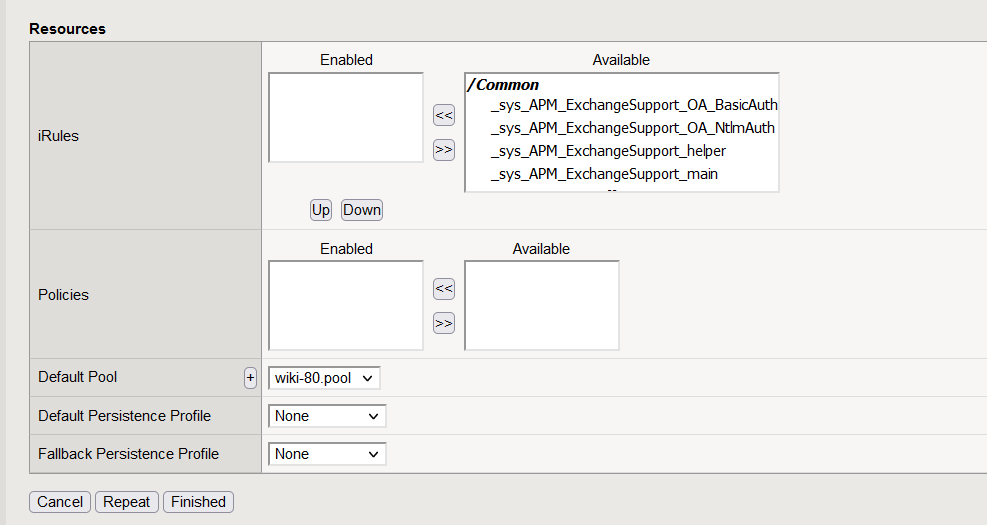 Resources
Enabled Available
/Common
_sys_APM_ExchangeSupport_OA_BasicAuth
<<
_sys_APM_ExchangeSupport_OA_NtlmAuth
iRules
>>
_sys_APM_ExchangeSupport_helper
_sys_APM_ExchangeSupport_main
Up Down
Enabled Available
<<
Policies
>>
Default Pool + wiki-80.pool
Default Persistence Profile None
Fallback Persistence Profile None
Cancel Repeat Finished